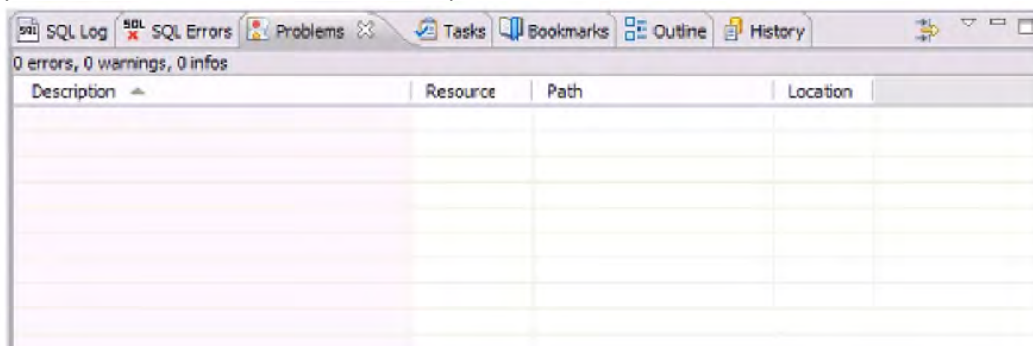 SQL Log SQL Errors Problems Tasks Bookmarks Outline History
0 errors, 0 warnings, 0 infos
Description Resource Path Location